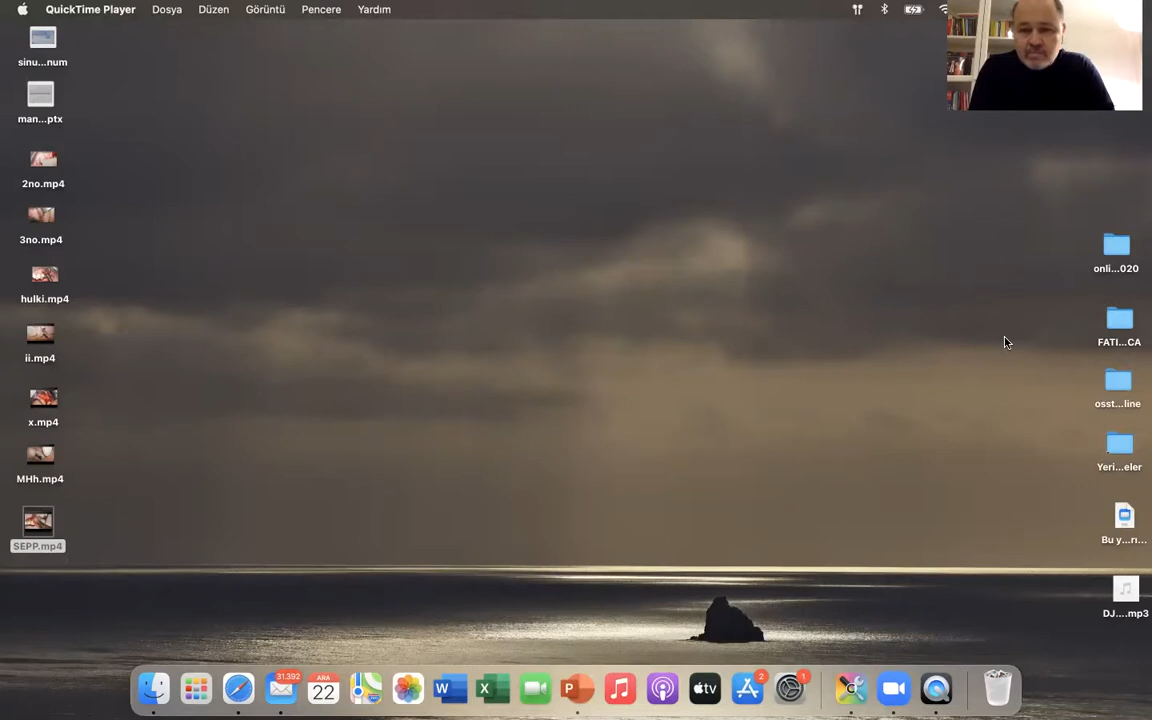 QuickTime Player Dosya Düzen Görüntü Pencere Yardım
sinu...num
man...ptx
2no.mp4
3no.mp4
hulki.mp4
ii.mp4
x.mp4
MHh.mp4
SEPP.mp4
onli...020
FATI...CA
osst...line
Yeri...eler
Bu y...rı...
DJ....mp3
31.392
ARA
22
W
X
P
tv
2
1